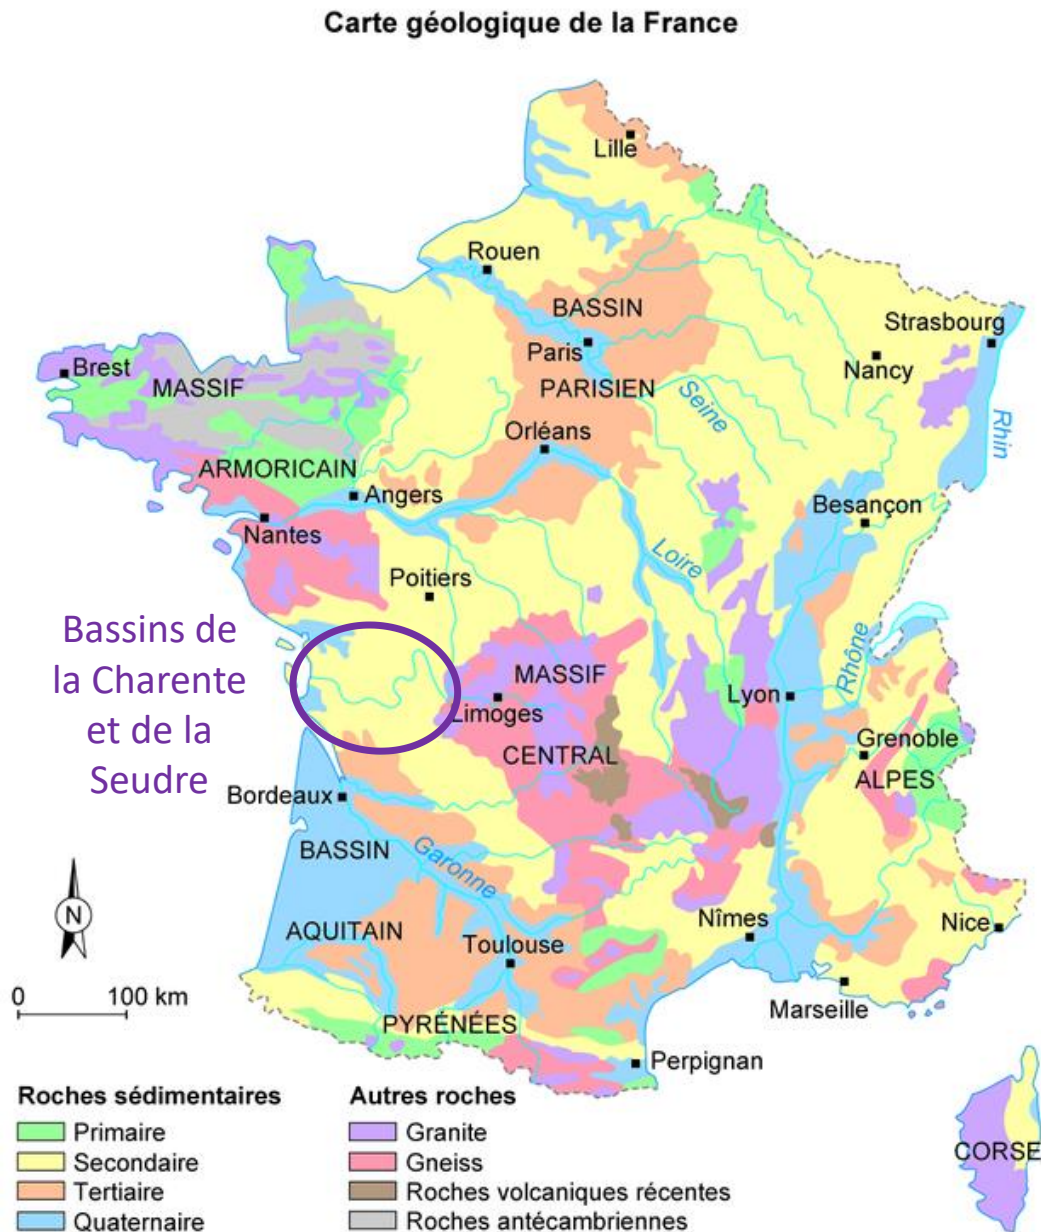 Carte géologique de la France
Lille
Rouen
BASSIN
Strasbourg
Paris
Nancy
Brest
MASSIF
PARISIEN
Seine
Rhin
Orléans
ARMORICAIN
Angers
Besançon
Nantes
Loire
Poitiers
Bassins de
la Charente
et de la
Seudre
MASSIF
Rhône
Lyon
Limoges
Grenoble
CENTRAL
ALPES
Bordeaux
BASSIN
Garonne
N
AQUITAIN
Toulouse
Nîmes
Nice
0 100 km
Marseille
PYRÉNÉES
Perpignan
Roches sédimentaires
Primaire
Secondaire
Tertiaire
Quaternaire
Autres roches
Granite
Gneiss
Roches volcaniques récentes
Roches antécambriennes
CORSE